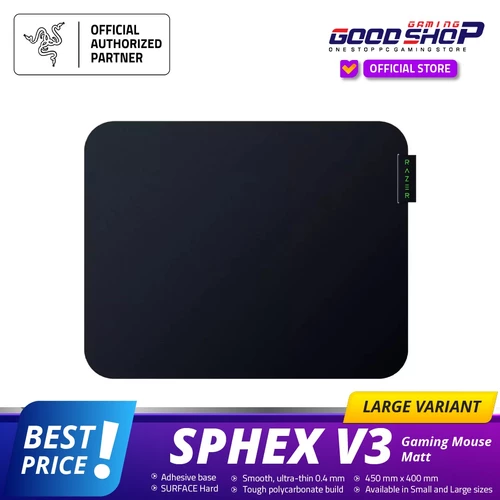 OFFICIAL
AUTHORIZED
PARTNER
GAMING
GOODSHOP
ONE STOP PC GAMING STORE
OFFICIAL STORE
RAZER
LARGE VARIANT
BEST
PRICE!
SPHEX V3
Gaming Mouse
Matt
Adhesive base
SURFACE Hard
Smooth, ultra-thin 0.4 mm
Tough polycarbonate build
450 mm x 400 mm
Available in Small and Large sizes